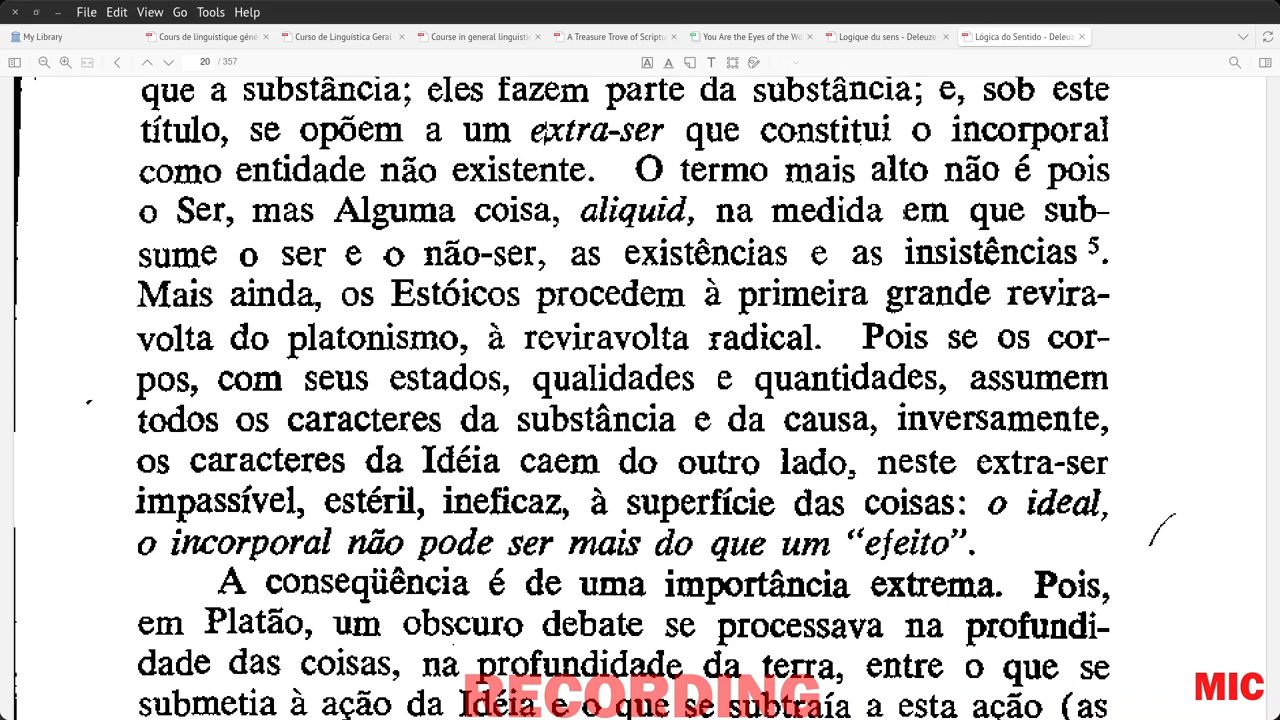 File Edit View Go Tools Help
My Library
Cours de linguistique géné
Curso de Linguística Geral
Course in general linguistic
A Treasure Trove of Scriptu
You Are the Eyes of the Wo
Logique du sens - Deleuze
Lógica do Sentido - Deleuz
20 / 357
que a substância; eles fazem parte da substância; e, sob este
título, se opõem a um extra-ser que constitui o incorporal
como entidade não existente. O termo mais alto não é pois
o Ser, mas Alguma coisa, aliquid, na medida em que sub-
sume o ser e o não-ser, as existências e as insistências 5.
Mais ainda, os Estóicos procedem à primeira grande revira-
volta do platonismo, à reviravolta radical. Pois se os cor-
pos, com seus estados, qualidades e quantidades, assumem
todos os caracteres da substância e da causa, inversamente,
os caracteres da Idéia caem do outro lado, neste extra-ser
impassível, estéril, ineficaz, à superfície das coisas: o ideal,
o incorporal não pode ser mais do que um “efeito”.
A conseqüência é de uma importância extrema. Pois,
em Platão, um obscuro debate se processava na profundi-
dade das coisas, na profundidade da terra, entre o que se
submetia à ação da Idéia e o que se subtraía a esta ação (as
RECORDING
MIC